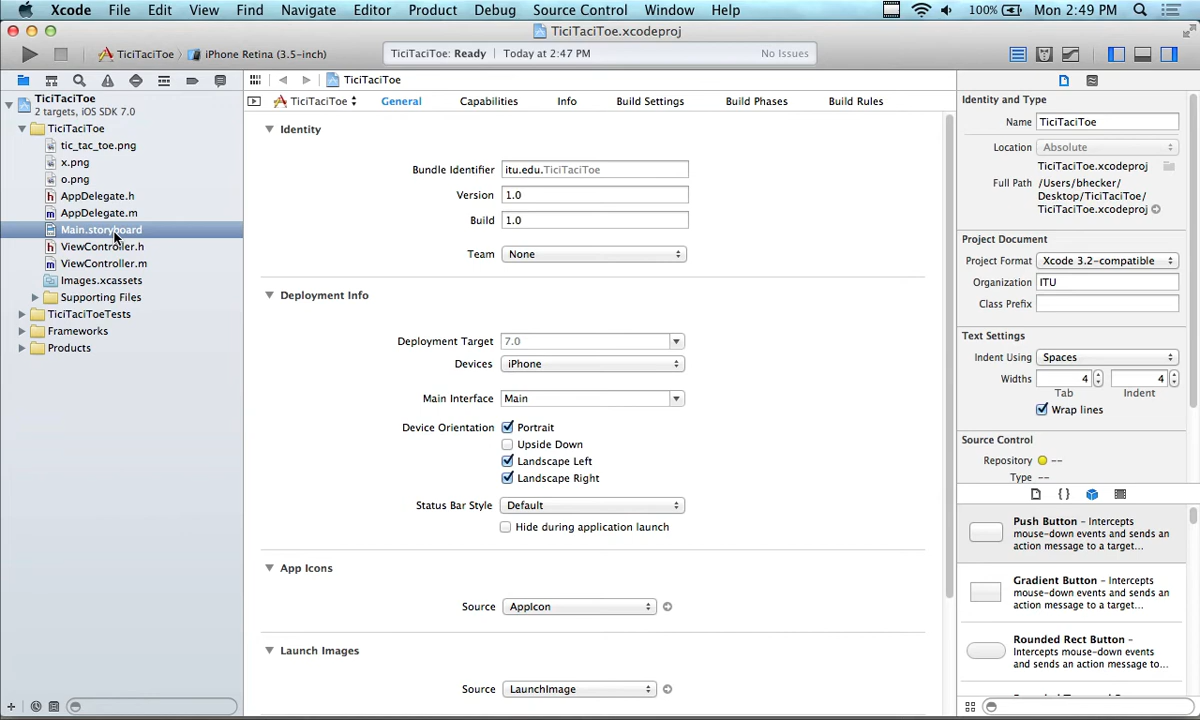 Xcode File Edit View Find Navigate Editor Product Debug Source Control Window Help 100% Mon 2:49 PM
TiciTaciToe.xcodeproj
TiciTaciToe iPhone Retina (3.5-inch) TiciTaciToe: Ready Today at 2:47 PM No Issues
TiciTaciToe
2 targets, iOS SDK 7.0
TiciTaciToe
tic_tac_toe.png
x.png
o.png
AppDelegate.h
AppDelegate.m
Main.storyboard
ViewController.h
ViewController.m
Images.xcassets
Supporting Files
TiciTaciToeTests
Frameworks
Products
TiciTaciToe
TiciTaciToe General Capabilities Info Build Settings Build Phases Build Rules
Identity
Bundle Identifier itu.edu.TiciTaciToe
Version 1.0
Build 1.0
Team None
Deployment Info
Deployment Target 7.0
Devices iPhone
Main Interface Main
Device Orientation Portrait
Upside Down
Landscape Left
Landscape Right
Status Bar Style Default
Hide during application launch
App Icons
Source AppIcon
Launch Images
Source LaunchImage
Identity and Type
Name TiciTaciToe
Location Absolute
TiciTaciToe.xcodeproj
Full Path /Users/bhecker/
Desktop/TiciTaciToe/
TiciTaciToe.xcodeproj
Project Document
Project Format Xcode 3.2-compatible
Organization ITU
Class Prefix
Text Settings
Indent Using Spaces
Widths 4 4
Tab Indent
Wrap lines
Source Control
Repository --
Type --
{ }
Push Button - Intercepts
mouse-down events and sends an
action message to a target...
Gradient Button - Intercepts
mouse-down events and sends an
action message to a target...
Rounded Rect Button -
Intercepts mouse-down events
and sends an action message to...